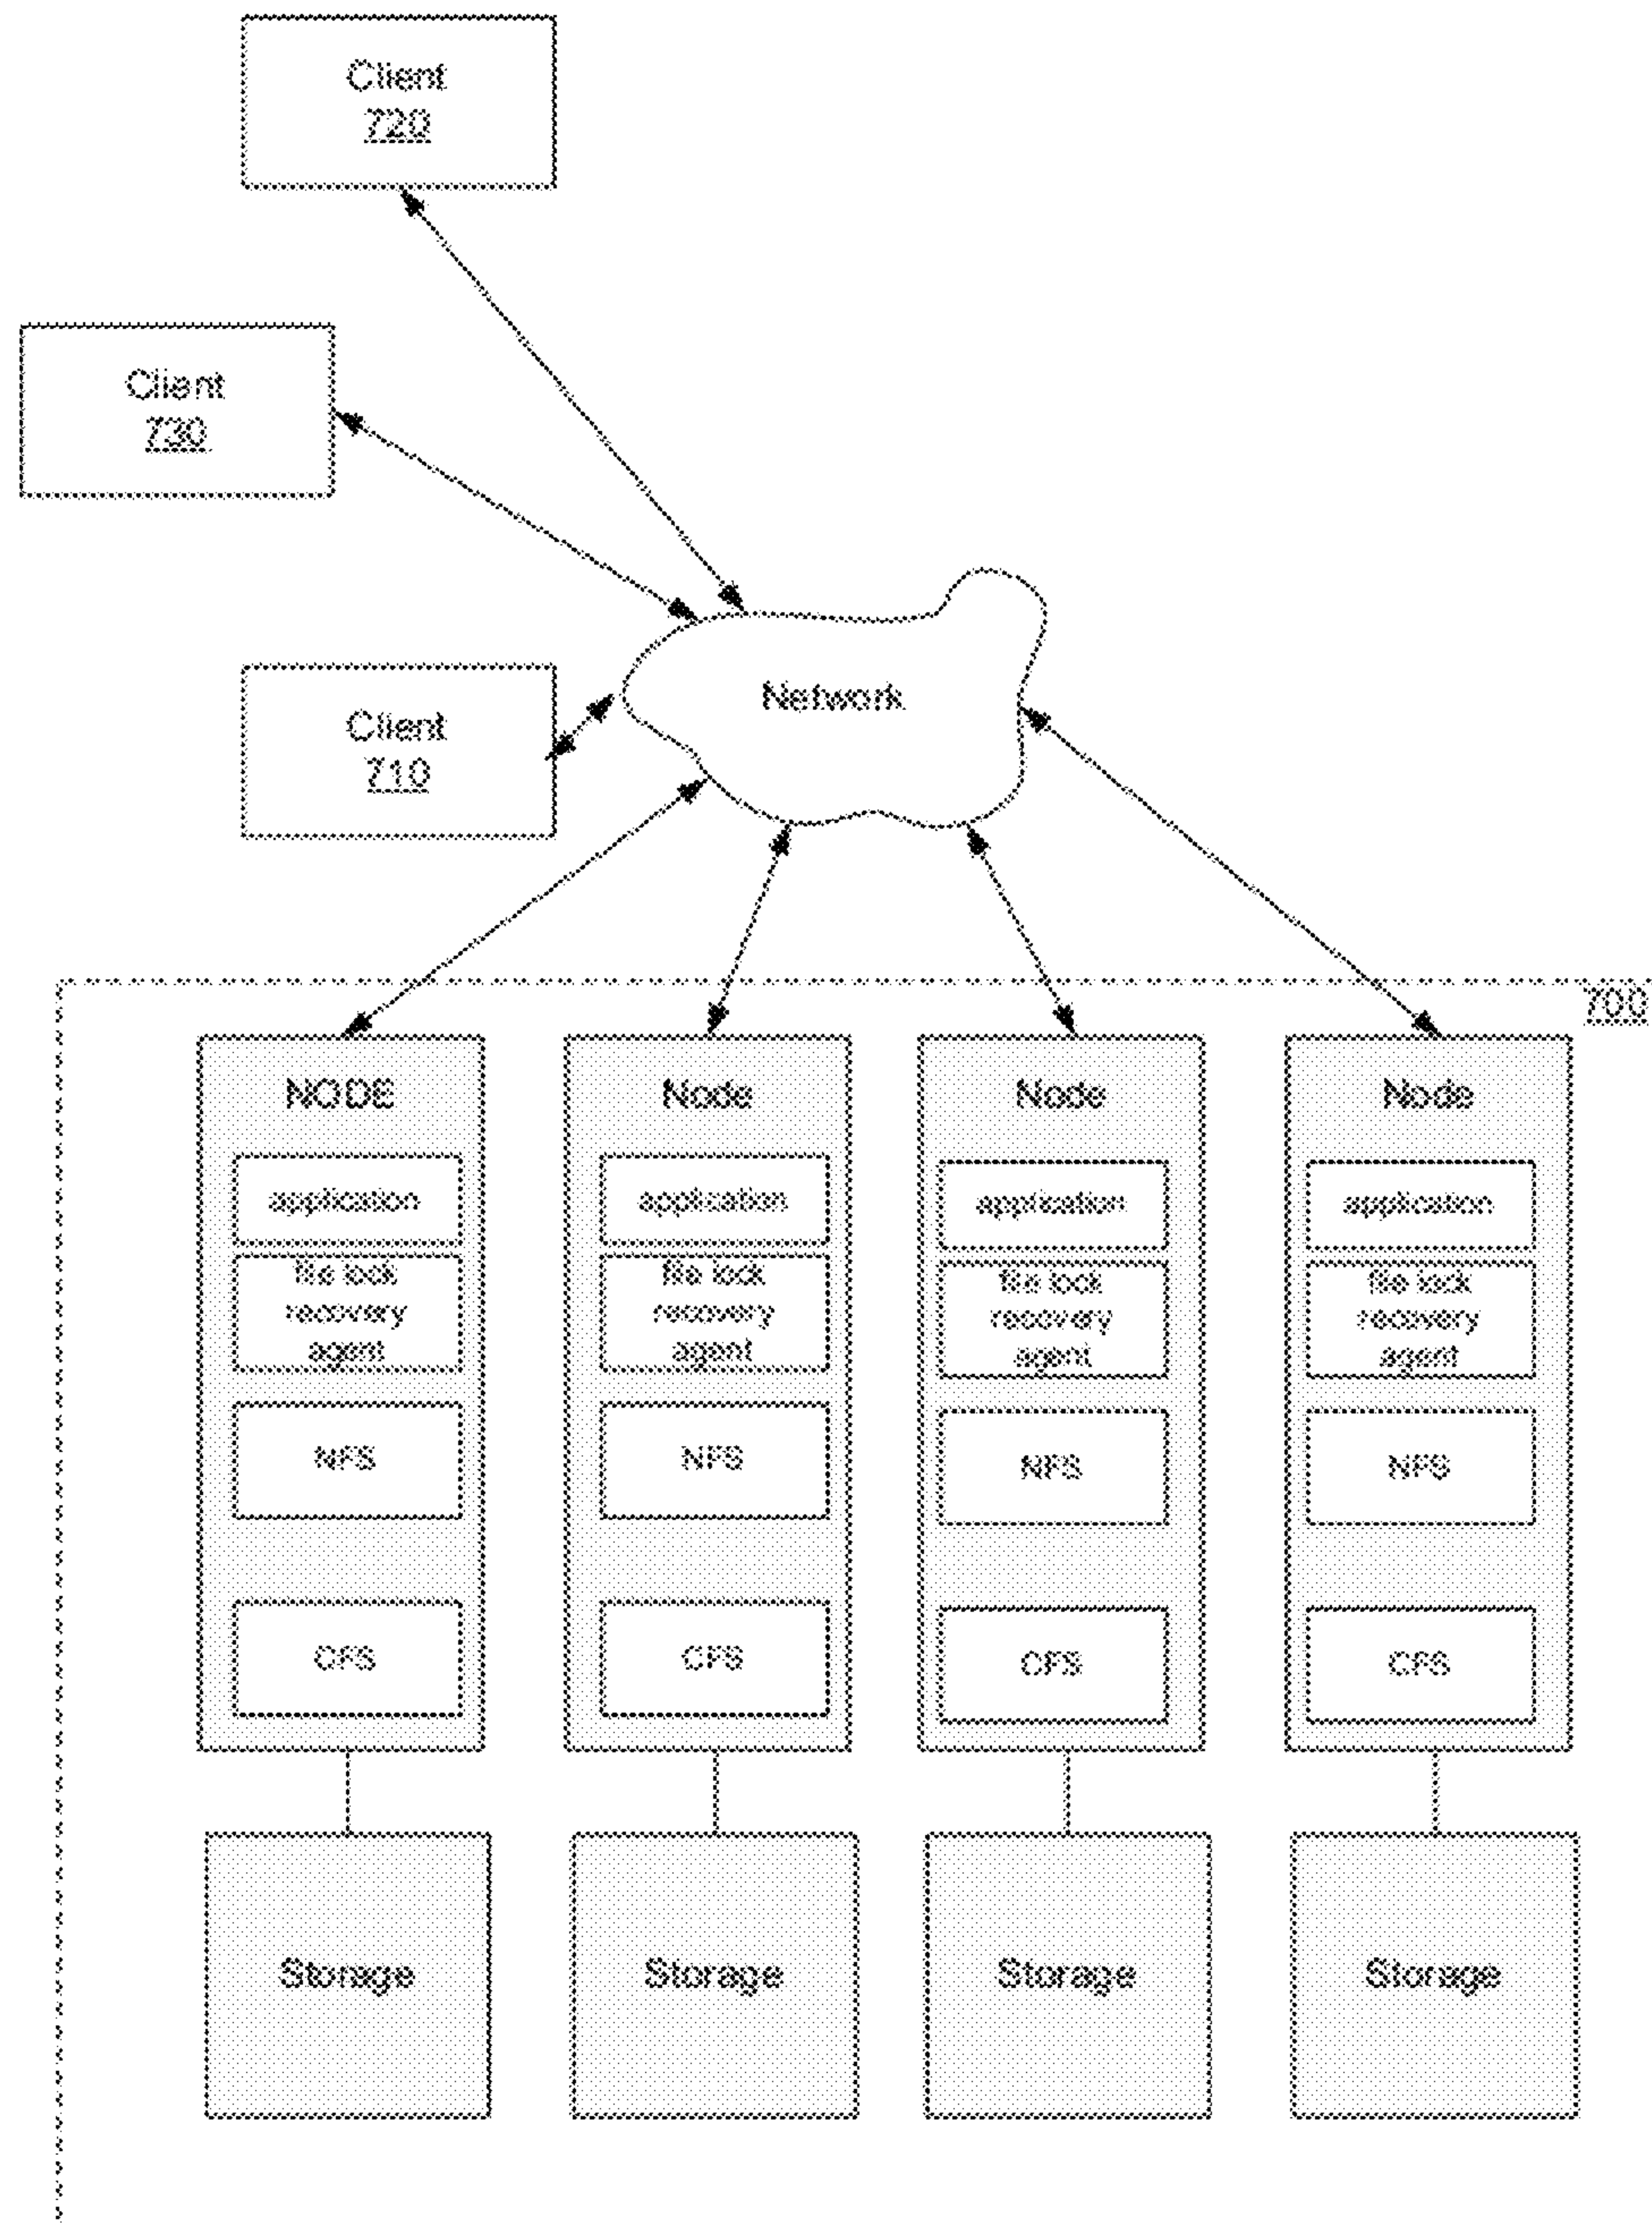 Client
720
Client
730
Network
Client
710
700
NODE
application
file lock
recovery
agent
NFS
CFS
Storage
Node
application
file lock
recovery
agent
NFS
CFS
Storage
Node
application
file lock
recovery
agent
NFS
CFS
Storage
Node
application
file lock
recovery
agent
NFS
CFS
Storage